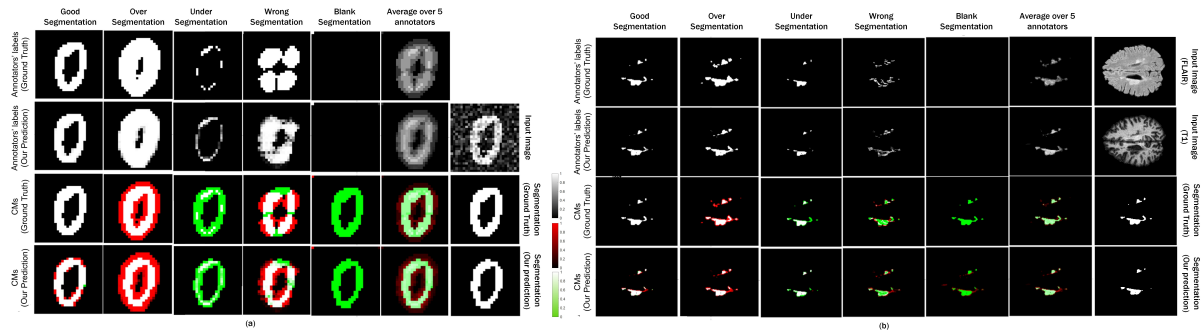 Good
Segmentation
Over
Segmentation
Under
Segmentation
Wrong
Segmentation
Blank
Segmentation
Average over 5
annotators
Annotators' labels
(Ground Truth)
Annotators' labels
(Our Prediction)
Input Image
CMs
(Ground Truth)
Segmentation
(Ground Truth)
CMs
(Our Prediction)
Segmentation
(Our prediction)
(a)
Good
Segmentation
Over
Segmentation
Under
Segmentation
Wrong
Segmentation
Blank
Segmentation
Average over 5
annotators
Annotators' labels
(Ground Truth)
Input Image
(FLAIR)
Annotators' labels
(Our Prediction)
Input Image
(T1)
CMs
(Ground Truth)
Segmentation
(Ground Truth)
CMs
(Our Prediction)
Segmentation
(Our prediction)
(b)